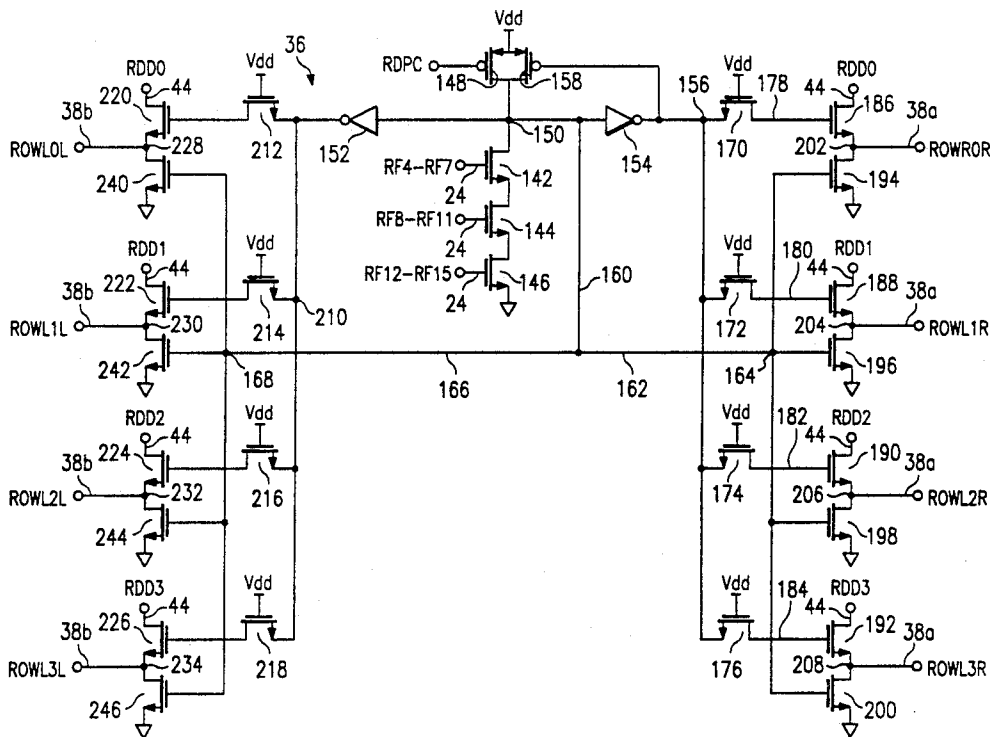 Vdd
36
RDD0 Vdd RDPC Vdd RDD0
44 148 158 156 178 44
220 186
38b 38a
ROWL0L 228 212 152 150 154 170 202 ROWR0R
240 RF4-RF7 142 194
24
RF8-RF11 144
24
RDD1 Vdd RF12-RF15 146 160 Vdd RDD1
44 24 180 44
222 188
38b 38a
ROWL1L 230 214 210 172 204 ROWL1R
242 168 166 162 164 196
RDD2 Vdd Vdd RDD2
44 182 44
224 190
38b 38a
ROWL2L 232 216 174 206 ROWL2R
244 198
RDD3 Vdd Vdd RDD3
44 184 44
226 192
38b 38a
ROWL3L 234 218 176 208 ROWL3R
246 200